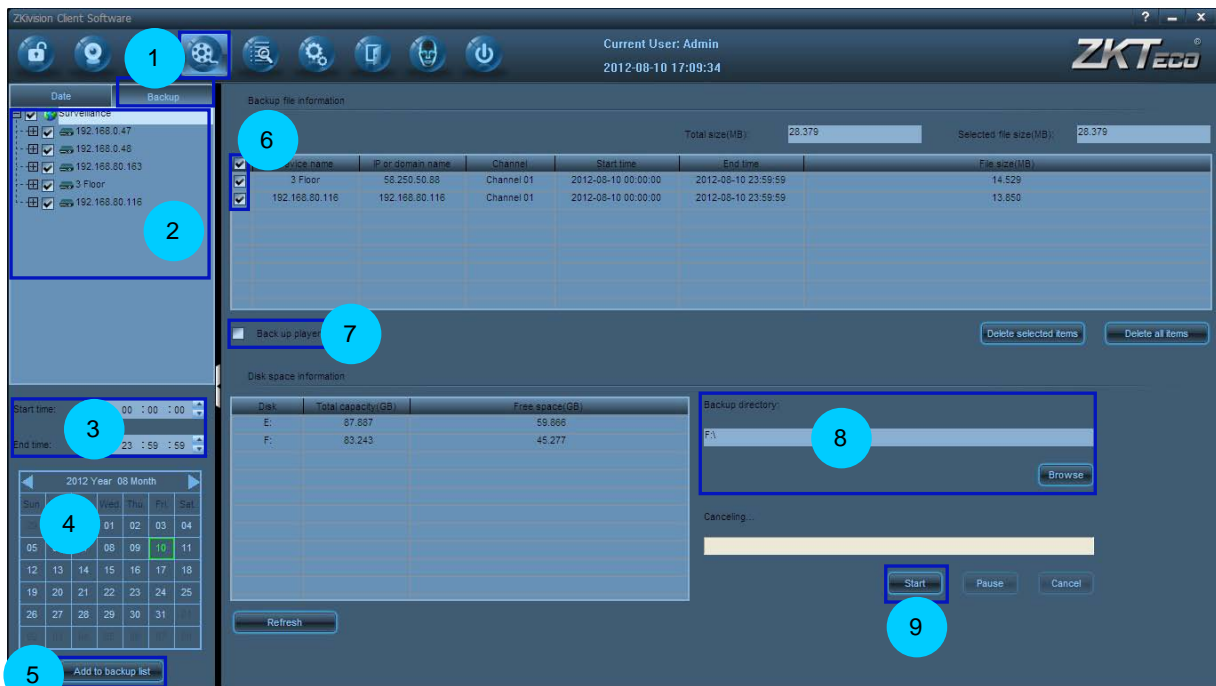 ZKivision Client Software
? – x
Current User: Admin
2012-08-10 17:09:34
ZKTECO ®
1
Date Backup
Surveillance
192.168.0.47
192.168.0.48
192.168.80.163
3 Floor
192.168.80.116
2
Backup file information
6
Total size(MB): 28.379 Selected file size(MB): 28.379
IP or domain name Channel Start time End time File size(MB)
3 Floor 58.250.50.88 Channel 01 2012-08-10 00:00:00 2012-08-10 23:59:59 14.529
192.168.80.116 192.168.80.116 Channel 01 2012-08-10 00:00:00 2012-08-10 23:59:59 13.850
Back up player 7
Delete selected items Delete all items
Disk space information
Start time: 00 : 00 : 00
3
End time: 23 : 59 : 59
Disk Total capacity(GB) Free space(GB)
E: 87.887 59.866
F: 83.243 45.277
Backup directory:
F:\
8
Browse
2012 Year 08 Month
Sun Wed Thu Fri Sat
4 01 02 03 04
05 08 09 10 11
12 13 14 15 16 17 18
19 20 21 22 23 24 25
26 27 28 29 30 31
Canceling...
Start Pause Cancel
9
Refresh
5 Add to backup list